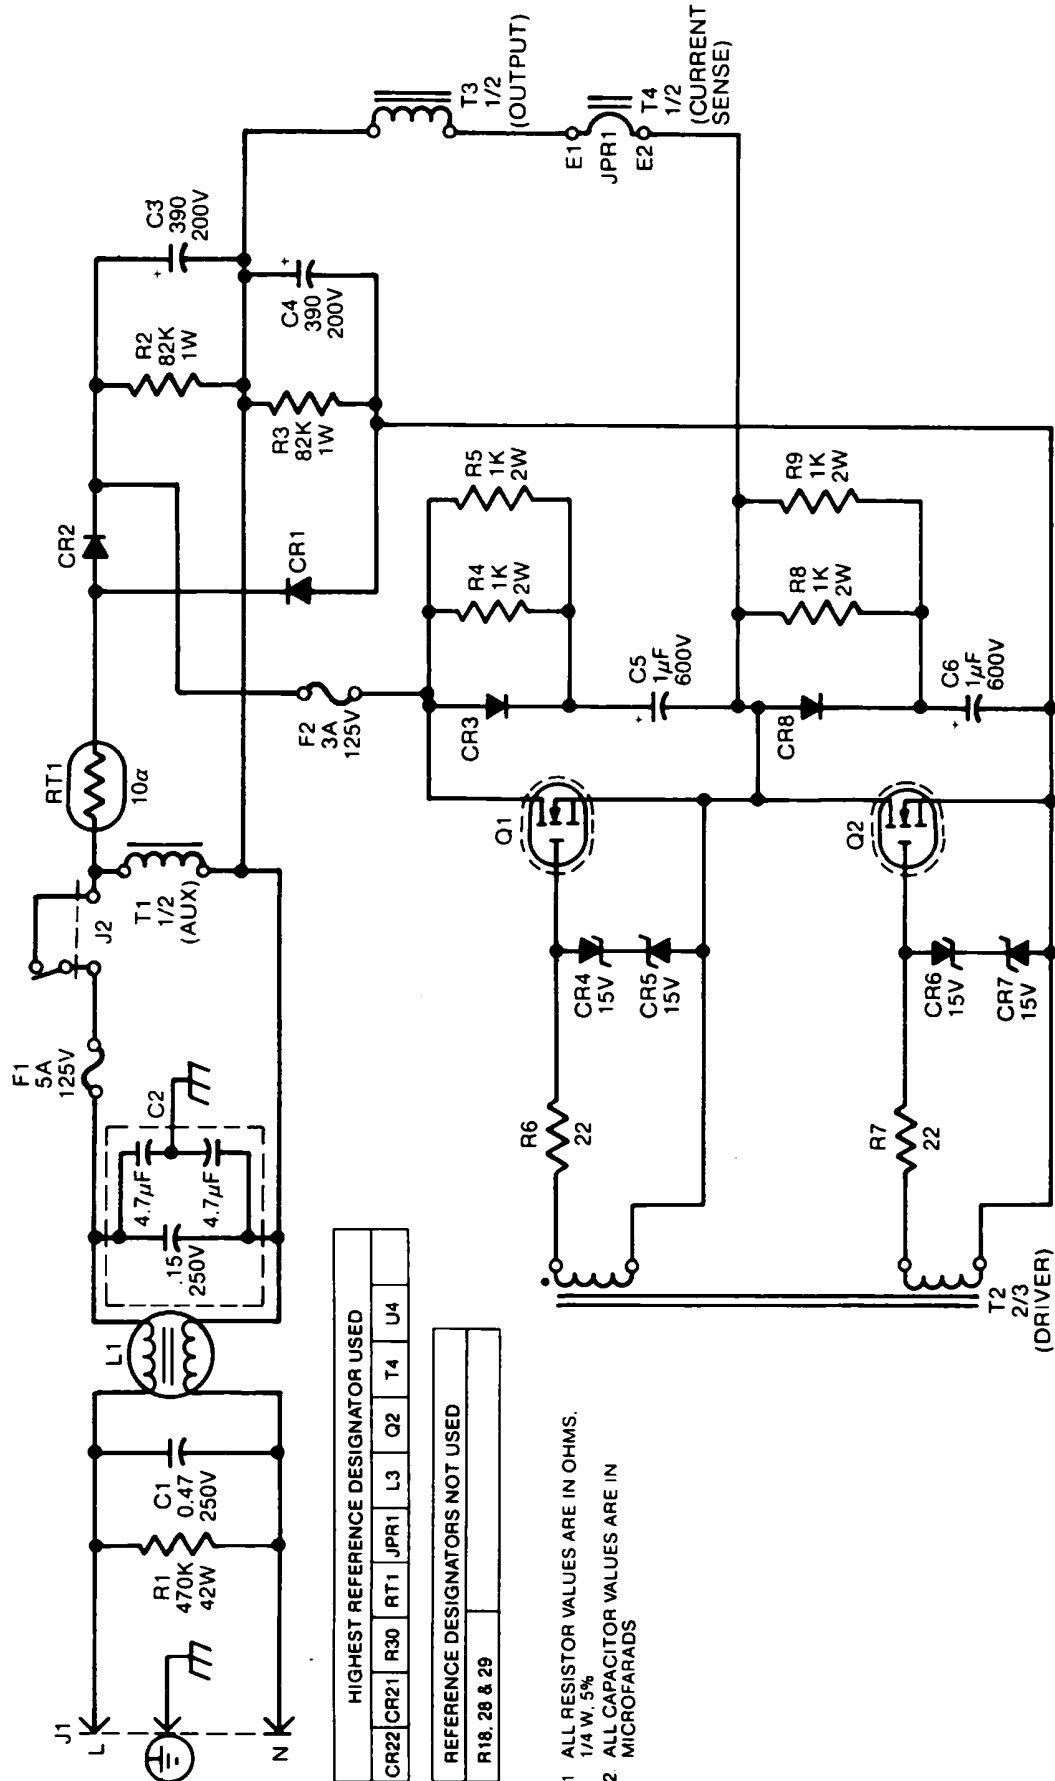 J1
L
N
R1
470K
42W
C1
0.47
250V
L1
.15
250V
4.7µF
4.7µF
C2
F1
5A
125V
J2
T1
1/2
(AUX)
RT1
10α
CR2
CR1
R2
82K
1W
C3
+
390
200V
R3
82K
1W
C4
+
390
200V
T3
1/2
(OUTPUT)
E1
JPR1
E2
T4
1/2
(CURRENT
SENSE)
F2
3A
125V
CR3
R4
1K
2W
R5
1K
2W
C5
+
1µF
600V
CR8
R8
1K
2W
R9
1K
2W
C6
+
1µF
600V
Q1
Q2
CR4
15V
CR5
15V
CR6
15V
CR7
15V
R6
22
R7
22
T2
2/3
(DRIVER)
HIGHEST REFERENCE DESIGNATOR USED
CR22 CR21 R30 RT1 JPR1 L3 Q2 T4 U4
REFERENCE DESIGNATORS NOT USED
R18, 28 & 29
1 ALL RESISTOR VALUES ARE IN OHMS,
1/4 W, 5%
2. ALL CAPACITOR VALUES ARE IN
MICROFARADS